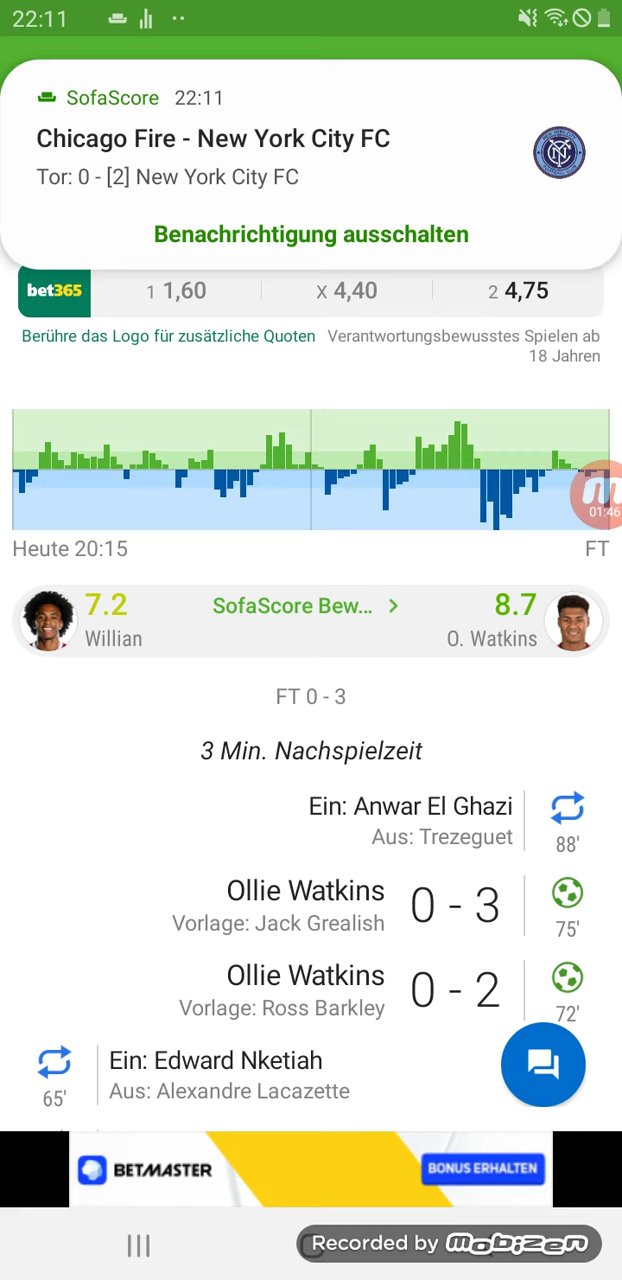 22:11
SofaScore 22:11
Chicago Fire - New York City FC
Tor: 0 - [2] New York City FC
Benachrichtigung ausschalten
bet365 1 1,60 X 4,40 2 4,75
Berühre das Logo für zusätzliche Quoten Verantwortungsbewusstes Spielen ab
18 Jahren
01:46
Heute 20:15 FT
7.2 SofaScore Bew... 8.7
Willian O. Watkins
FT 0 - 3
3 Min. Nachspielzeit
Ein: Anwar El Ghazi
Aus: Trezeguet 88'
Ollie Watkins 0 - 3
Vorlage: Jack Grealish 75'
Ollie Watkins 0 - 2
Vorlage: Ross Barkley 72'
Ein: Edward Nketiah
65' Aus: Alexandre Lacazette
BETMASTER BONUS ERHALTEN
Recorded by mobizen